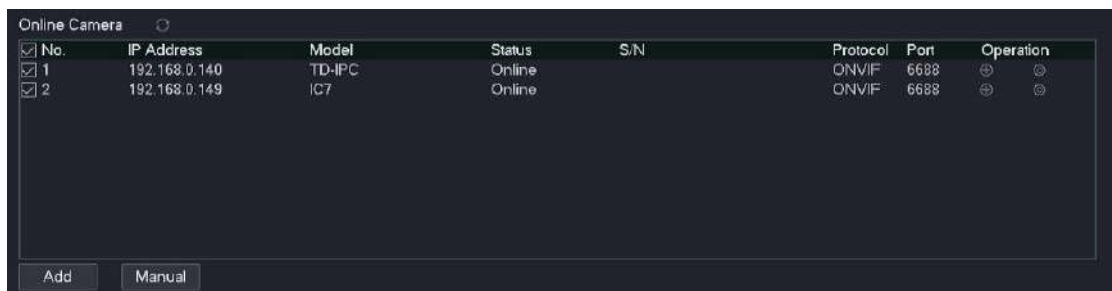 Online Camera
No. IP Address Model Status S/N Protocol Port Operation
1 192.168.0.140 TD-IPC Online ONVIF 6688
2 192.168.0.149 IC7 Online ONVIF 6688
Add Manual